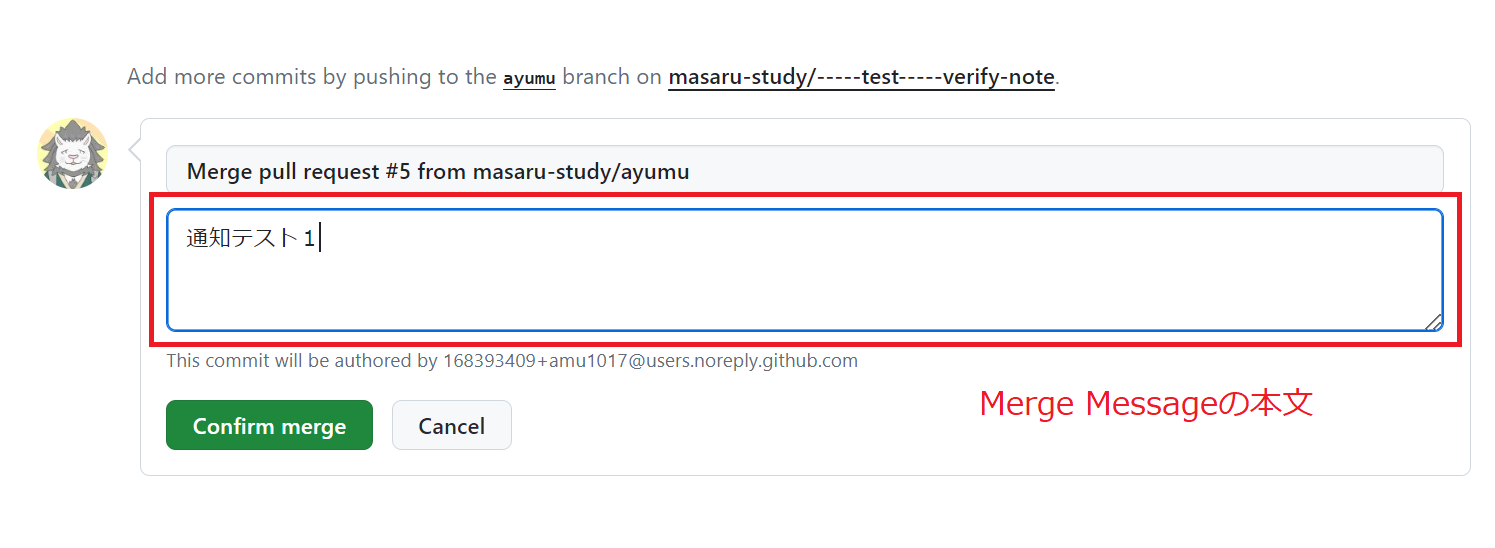 Add more commits by pushing to the ayumu branch on masaru-study/-----test-----verify-note.
Merge pull request #5 from masaru-study/ayumu
通知テスト1
This commit will be authored by 168393409+amu1017@users.noreply.github.com
Confirm merge Cancel
Merge Messageの本文